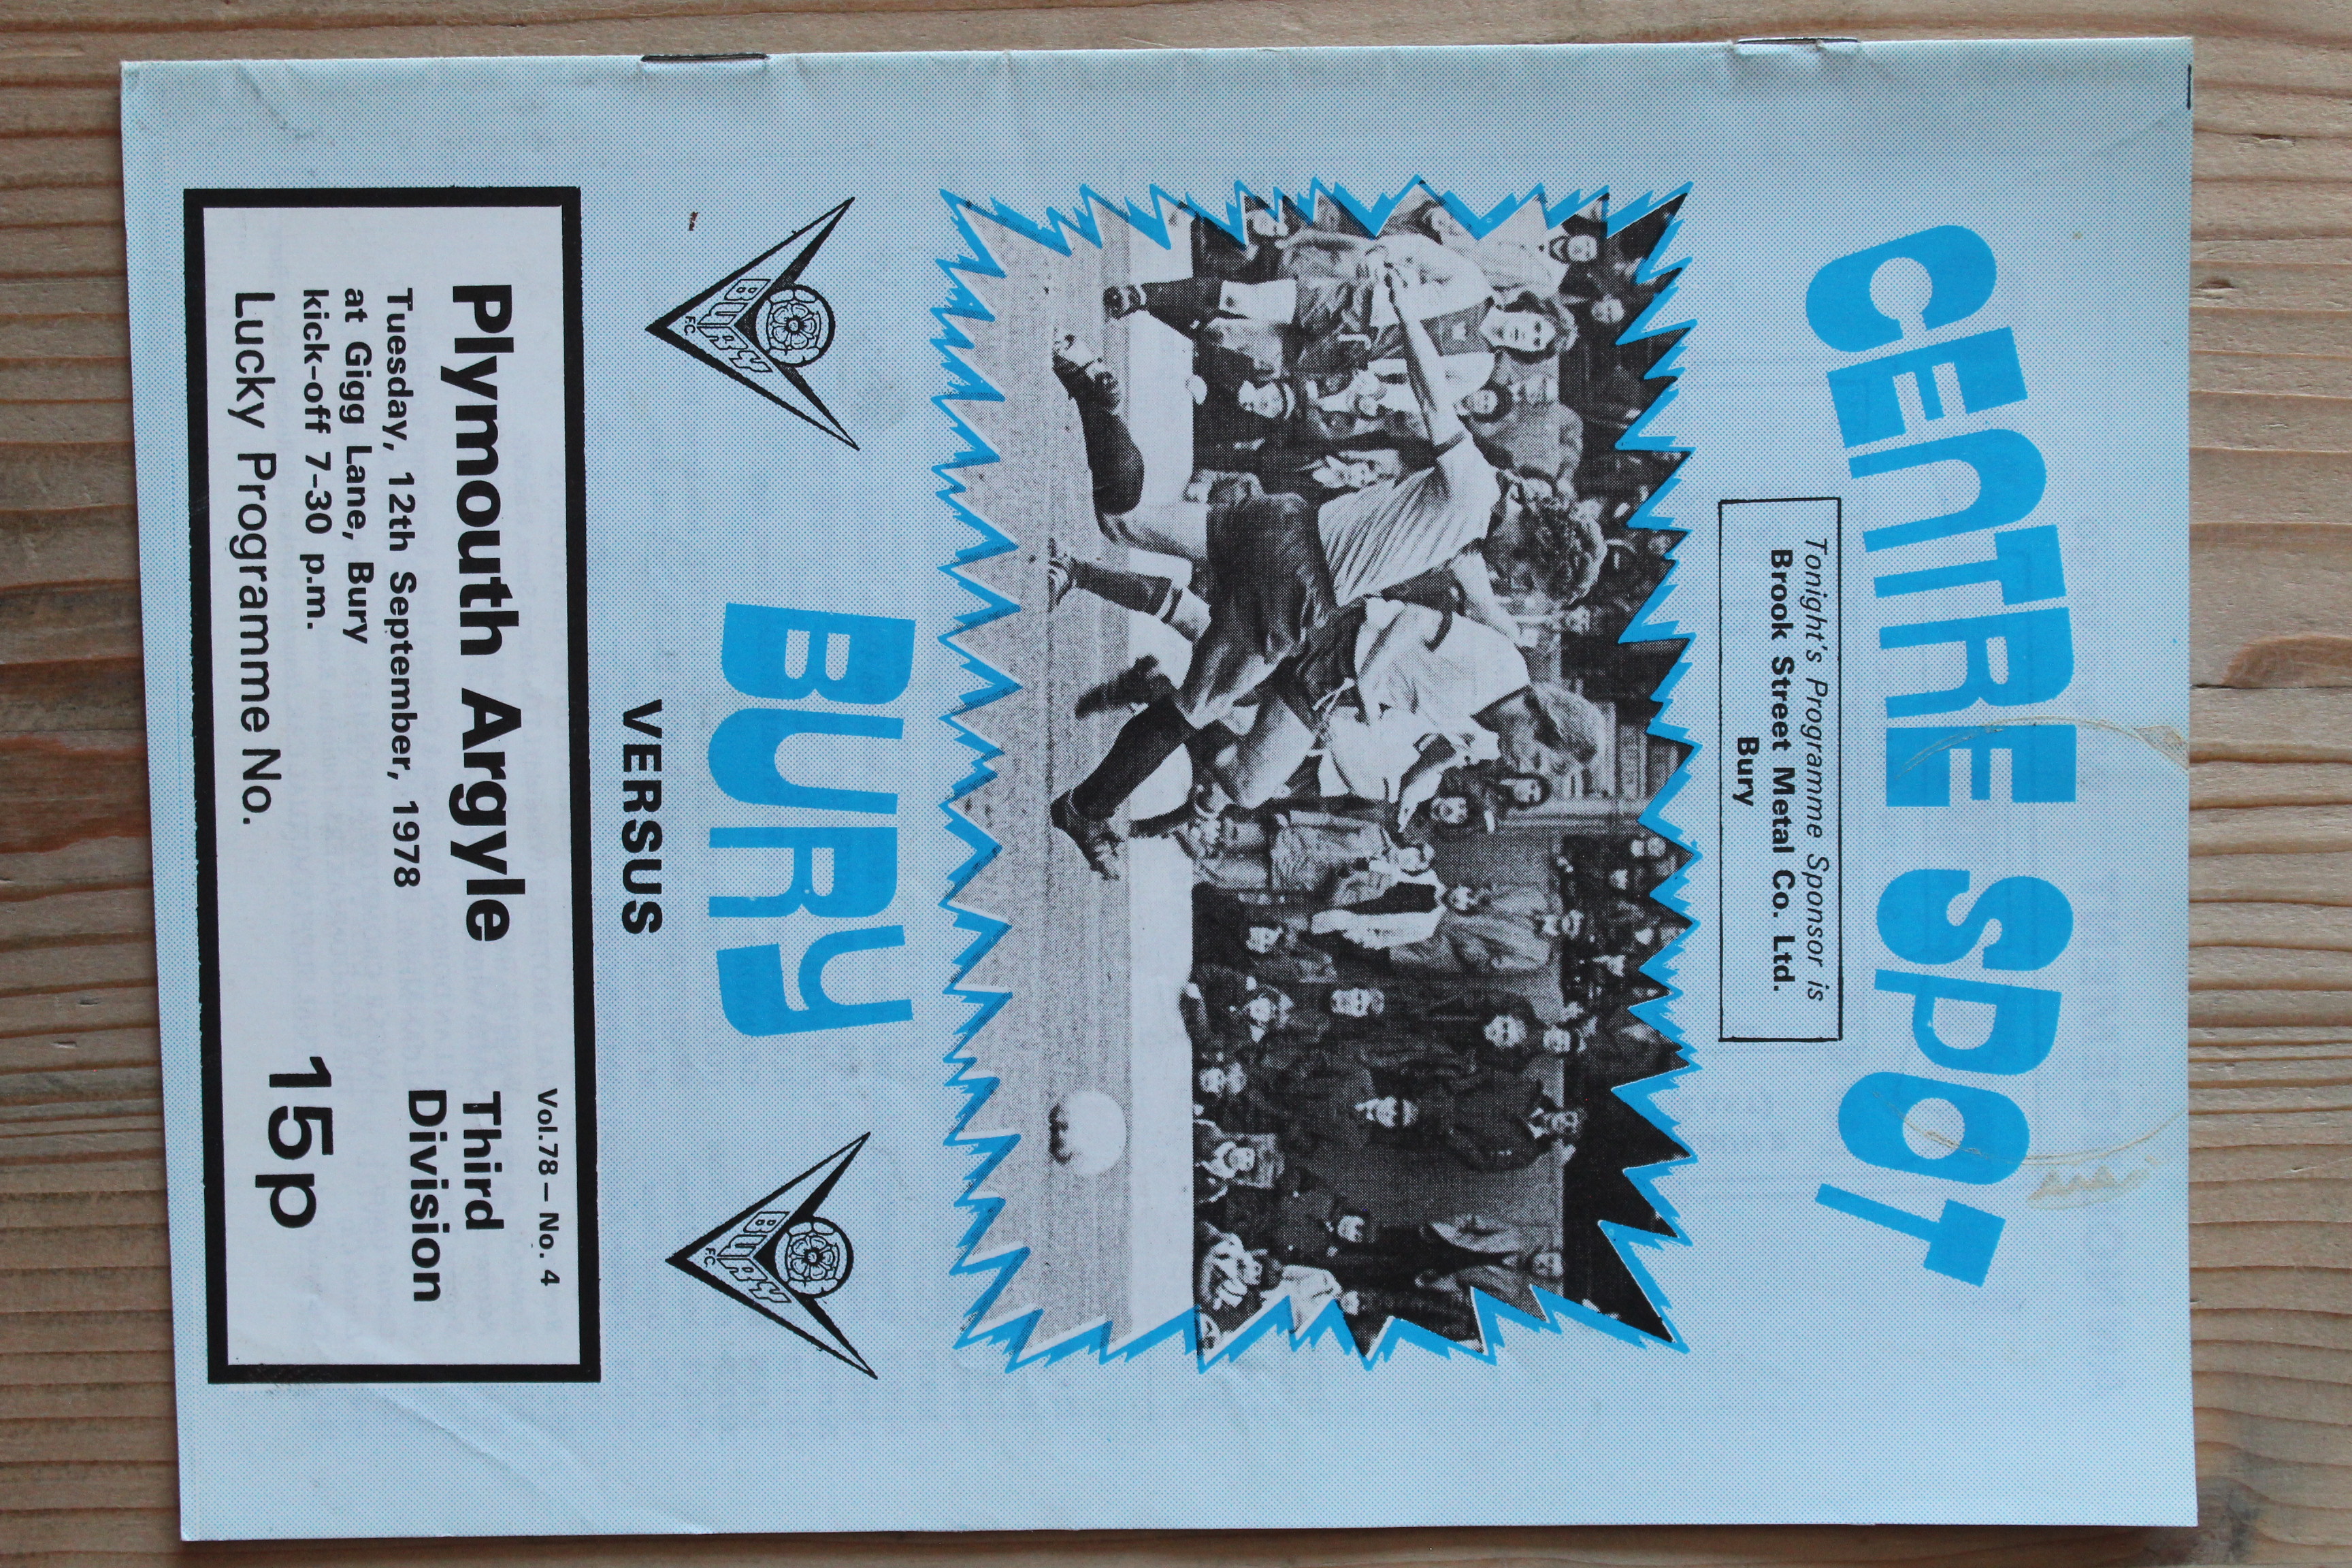 CENTRE SPOT
Tonight's Programme Sponsor is
Brook Street Metal Co. Ltd.
Bury
BURY
BURY
F.C.
BURY
F.C.
VERSUS
Vol.78 – No. 4
Plymouth Argyle
Third
Division
Tuesday, 12th September, 1978
at Gigg Lane, Bury
kick-off 7-30 p.m.
Lucky Programme No.
15p